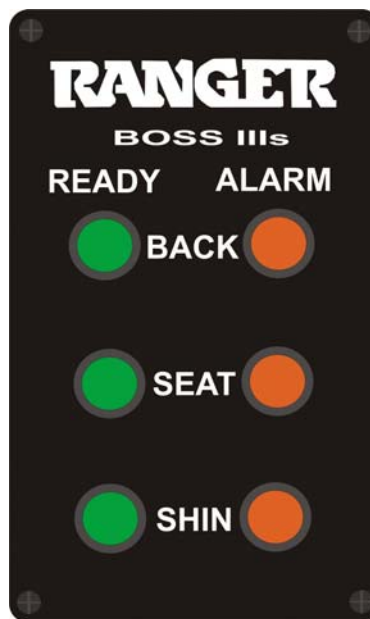 RANGER
BOSS IIIs
READY ALARM
BACK
SEAT
SHIN